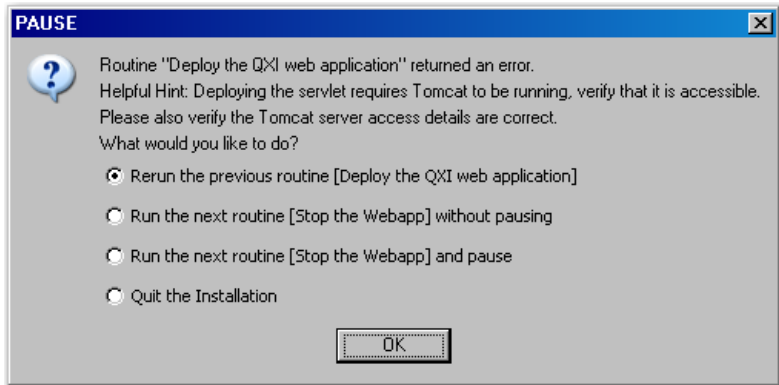 PAUSE
Routine "Deploy the QXI web application" returned an error.
Helpful Hint: Deploying the servlet requires Tomcat to be running, verify that it is accessible.
Please also verify the Tomcat server access details are correct.
What would you like to do?
Rerun the previous routine [Deploy the QXI web application]
Run the next routine [Stop the Webapp] without pausing
Run the next routine [Stop the Webapp] and pause
Quit the Installation
OK